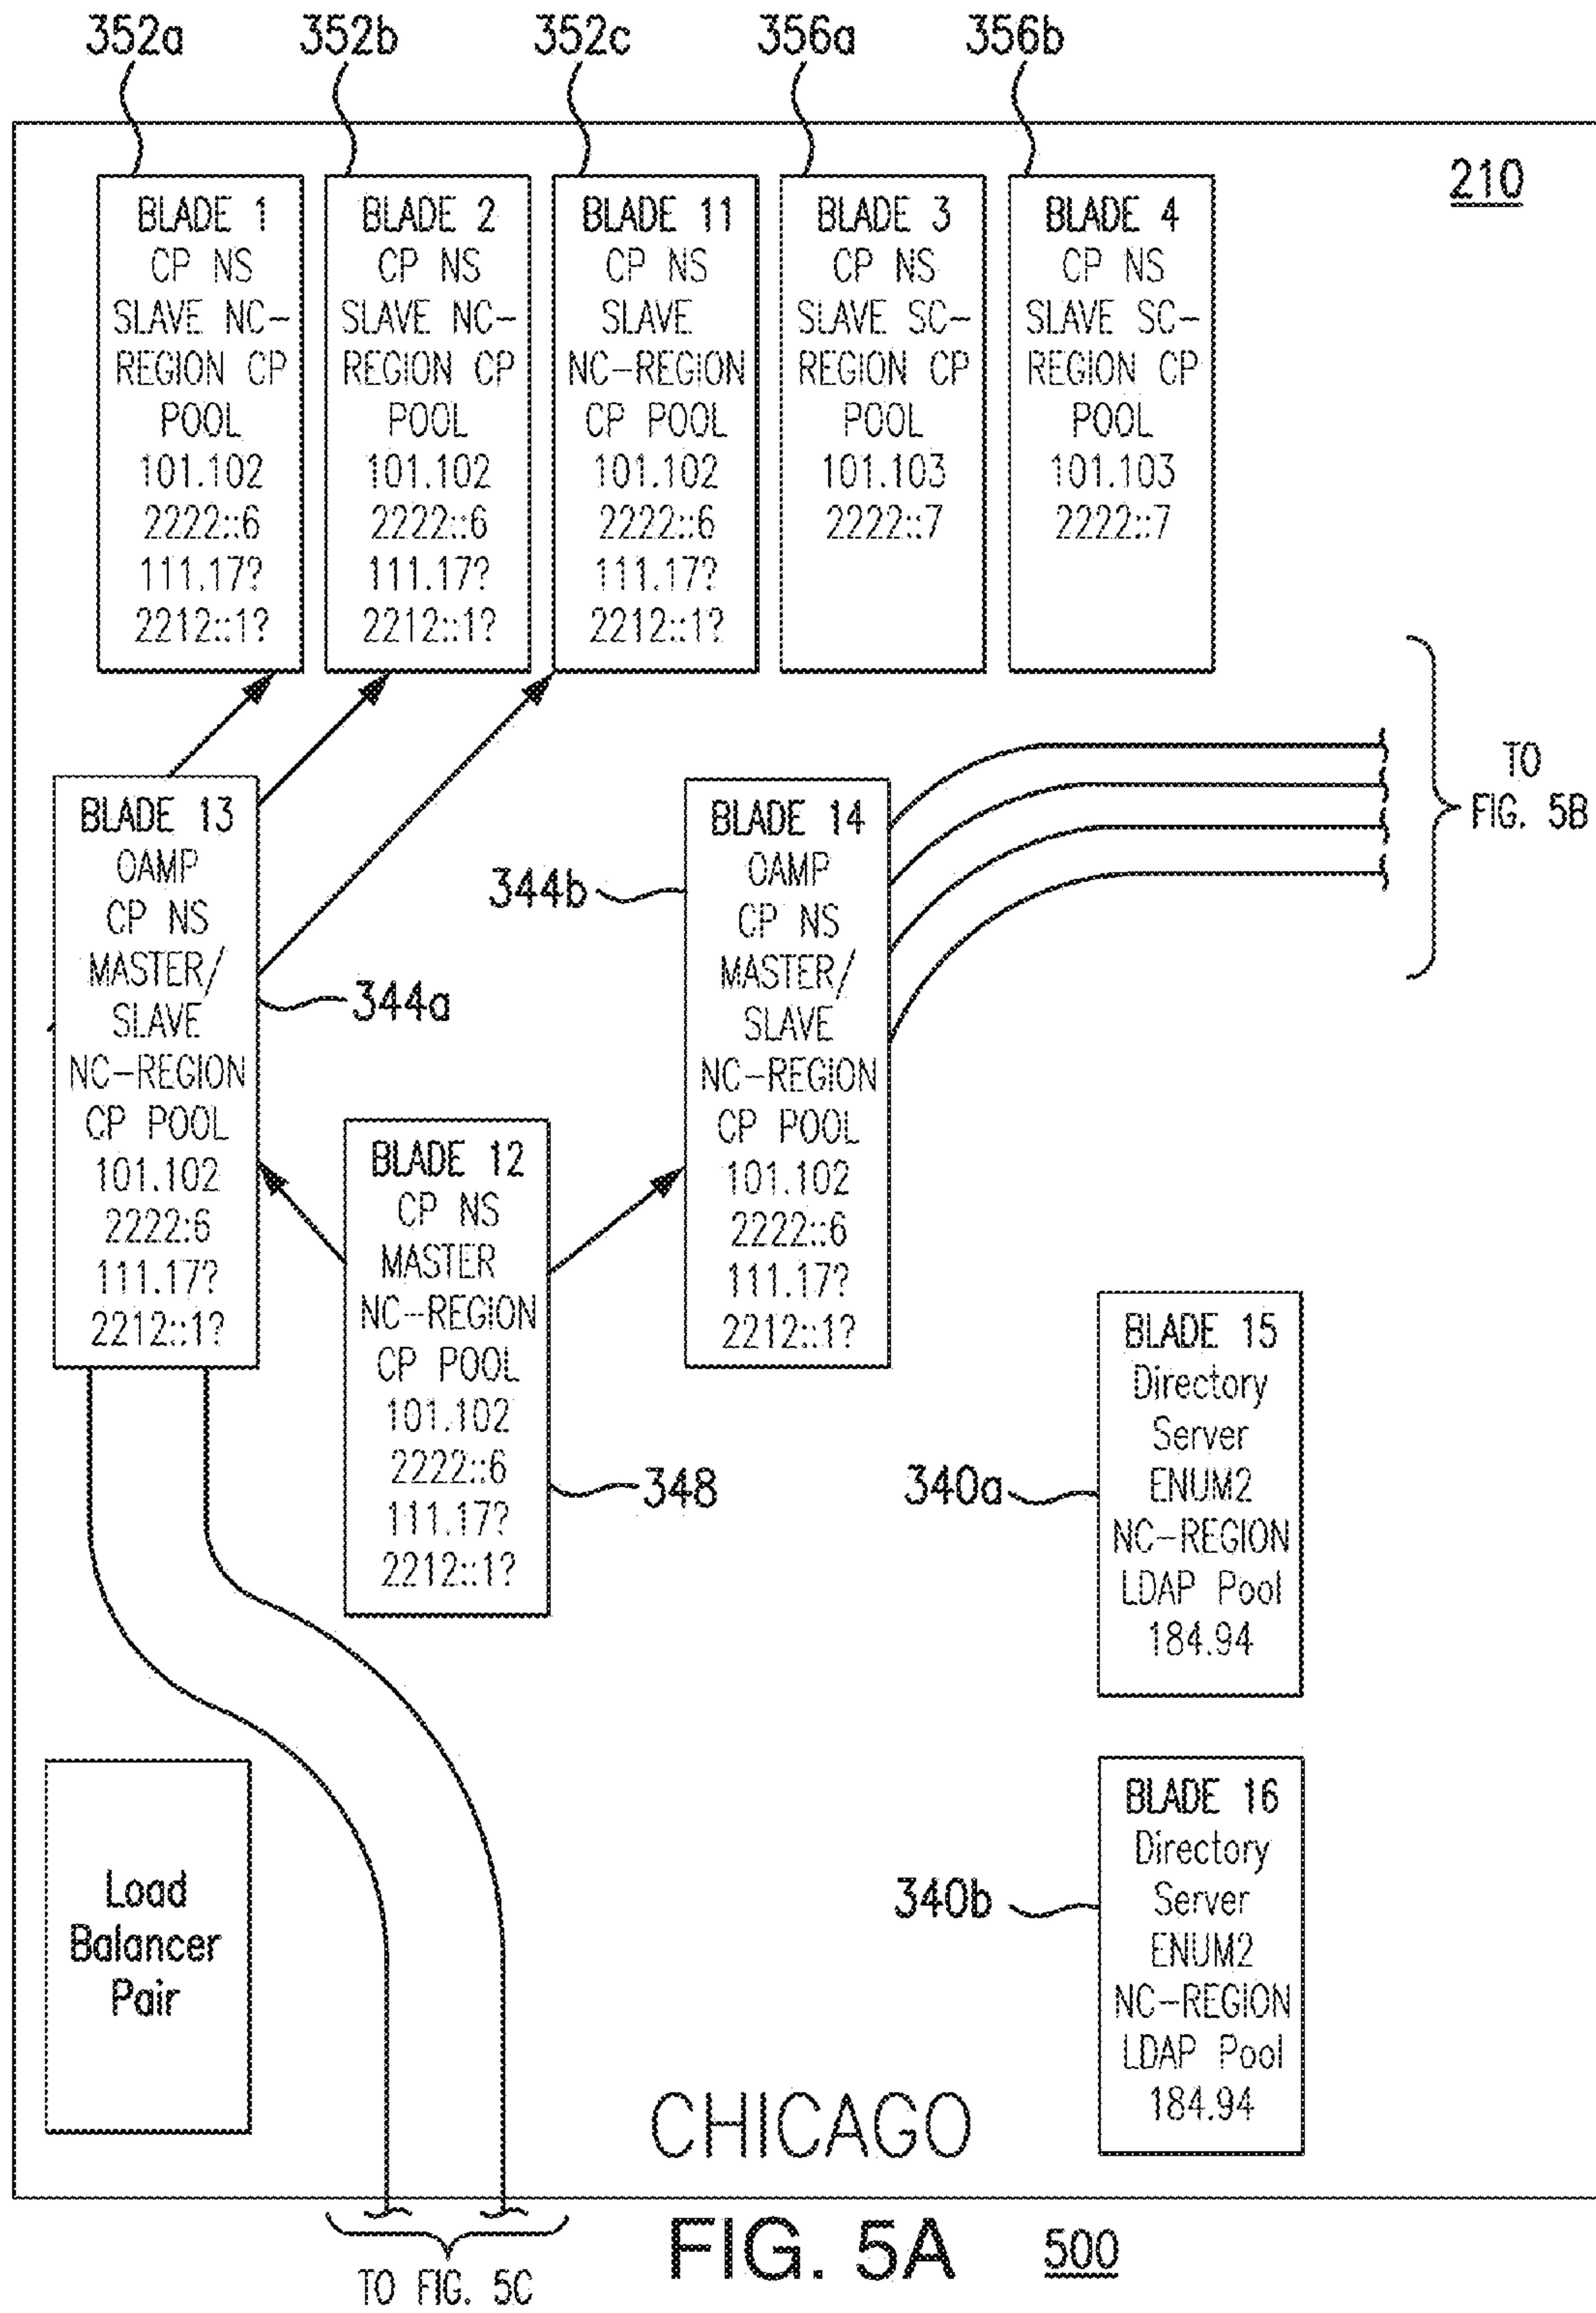 352a 352b 352c 356a 356b
210
BLADE 1
CP NS
SLAVE NC-
REGION CP
POOL
101.102
2222::6
111.17?
2212::1?
BLADE 2
CP NS
SLAVE NC-
REGION CP
POOL
101.102
2222::6
111.17?
2212::1?
BLADE 11
CP NS
SLAVE
NC-REGION
CP POOL
101.102
2222::6
111.17?
2212::1?
BLADE 3
CP NS
SLAVE SC-
REGION CP
POOL
101.103
2222::7
BLADE 4
CP NS
SLAVE SC-
REGION CP
POOL
101.103
2222::7
TO
FIG. 5B
BLADE 13
OAMP
CP NS
MASTER/
SLAVE
NC-REGION
CP POOL
101.102
2222:6
111.17?
2212::1?
344a
344b
BLADE 14
OAMP
CP NS
MASTER/
SLAVE
NC-REGION
CP POOL
101.102
2222::6
111.17?
2212::1?
BLADE 12
CP NS
MASTER
NC-REGION
CP POOL
101.102
2222::6
111.17?
2212::1?
348
340a
BLADE 15
Directory
Server
ENUM2
NC-REGION
LDAP Pool
184.94
340b
BLADE 16
Directory
Server
ENUM2
NC-REGION
LDAP Pool
184.94
Load
Balancer
Pair
CHICAGO
TO FIG. 5C
FIG. 5A
500